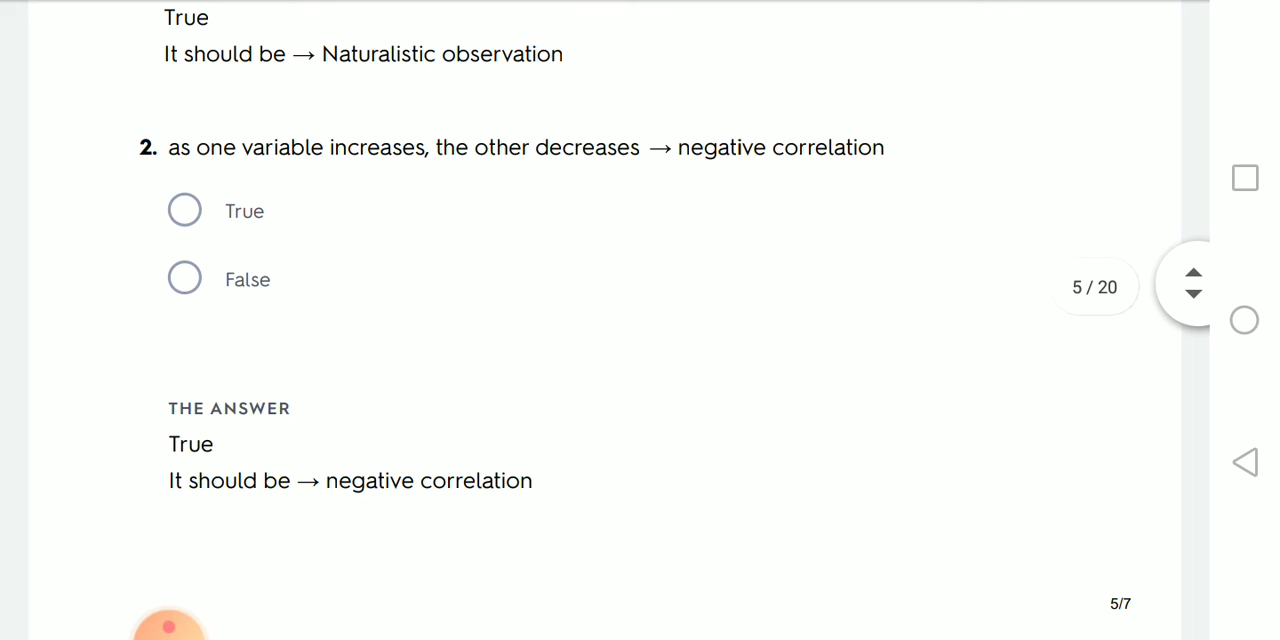 True
It should be → Naturalistic observation
2. as one variable increases, the other decreases → negative correlation
True
False
5 / 20
THE ANSWER
True
It should be → negative correlation
5/7